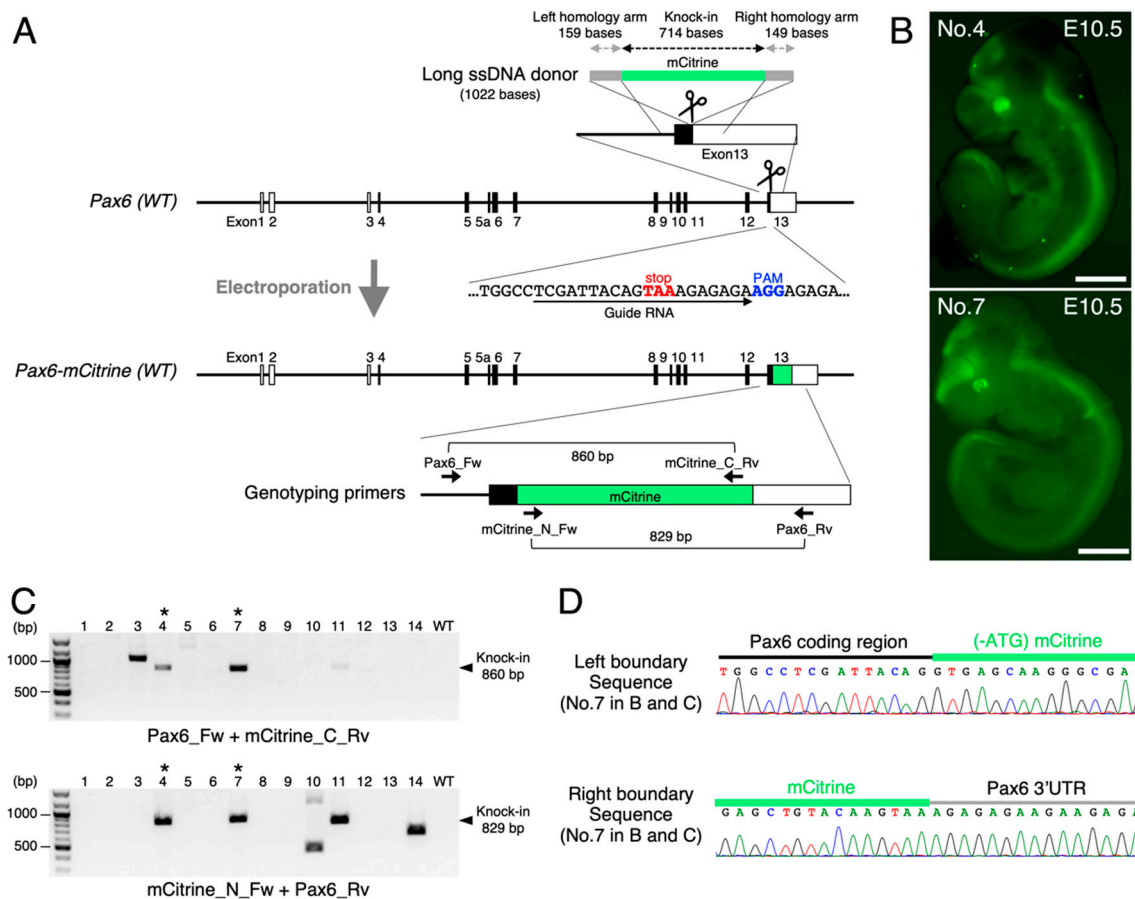 A
Left homology arm
159 bases
Knock-in
714 bases
Right homology arm
149 bases
mCitrine
Long ssDNA donor
(1022 bases)
Exon13
Pax6 (WT)
Exon1 2 3 4 5 5a 6 7 8 9 10 11 12 13
Electroporation
stop
PAM
...TGGCCTCGATTACAGTAAAGAGAGAAGGAGAGA...
Guide RNA
Exon1 2 3 4 5 5a 6 7 8 9 10 11 12 13
Pax6-mCitrine (WT)
860 bp
Pax6_Fw
mCitrine_C_Rv
Genotyping primers
mCitrine
mCitrine_N_Fw
Pax6_Rv
829 bp
B
No.4 E10.5
No.7 E10.5
C
* *
(bp) 1 2 3 4 5 6 7 8 9 10 11 12 13 14 WT
1000
500
Knock-in
860 bp
Pax6_Fw + mCitrine_C_Rv
* *
(bp) 1 2 3 4 5 6 7 8 9 10 11 12 13 14 WT
1000
500
Knock-in
829 bp
mCitrine_N_Fw + Pax6_Rv
D
Pax6 coding region
(-ATG) mCitrine
Left boundary
Sequence
(No.7 in B and C)
TGGCCTCGATTACAGGTGAGCAAGGGCGA
mCitrine
Pax6 3'UTR
Right boundary
Sequence
(No.7 in B and C)
GAGCTGTACAAGTAAAGAGAGAAGAGAGA